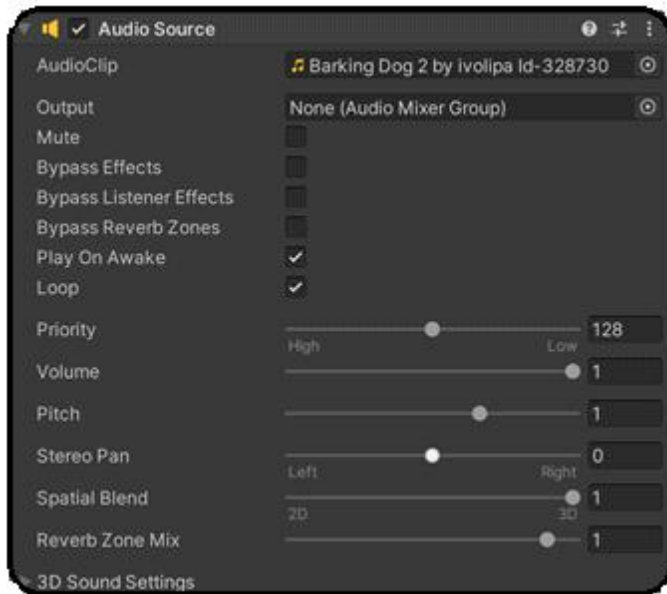 Audio Source
AudioClip Barking Dog 2 by ivolipa Id-328730
Output None (Audio Mixer Group)
Mute
Bypass Effects
Bypass Listener Effects
Bypass Reverb Zones
Play On Awake
Loop
Priority 128
High Low
Volume 1
Pitch 1
Stereo Pan 0
Left Right
Spatial Blend 1
2D 3D
Reverb Zone Mix 1
3D Sound Settings